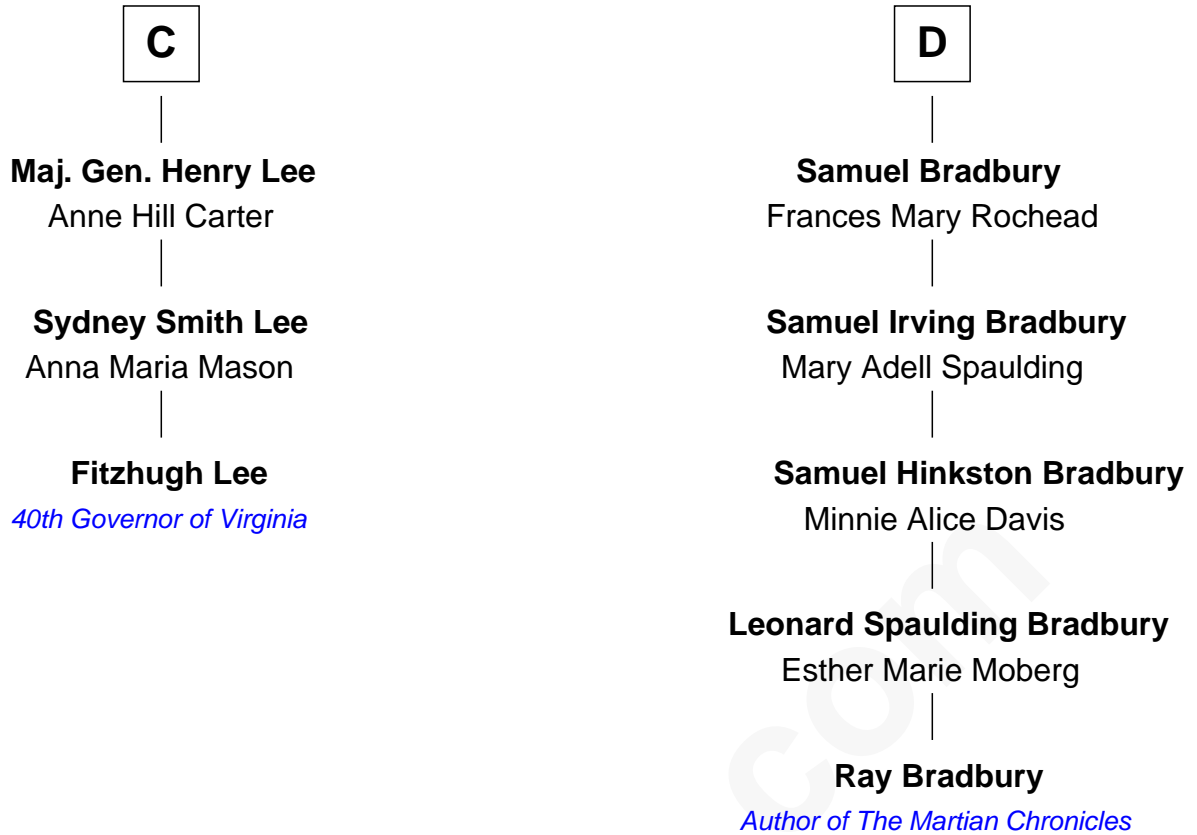 C
Maj. Gen. Henry Lee
Anne Hill Carter
Sydney Smith Lee
Anna Maria Mason
Fitzhugh Lee
40th Governor of Virginia
D
Samuel Bradbury
Frances Mary Rochead
Samuel Irving Bradbury
Mary Adell Spaulding
Samuel Hinkston Bradbury
Minnie Alice Davis
Leonard Spaulding Bradbury
Esther Marie Moberg
Ray Bradbury
Author of The Martian Chronicles
com